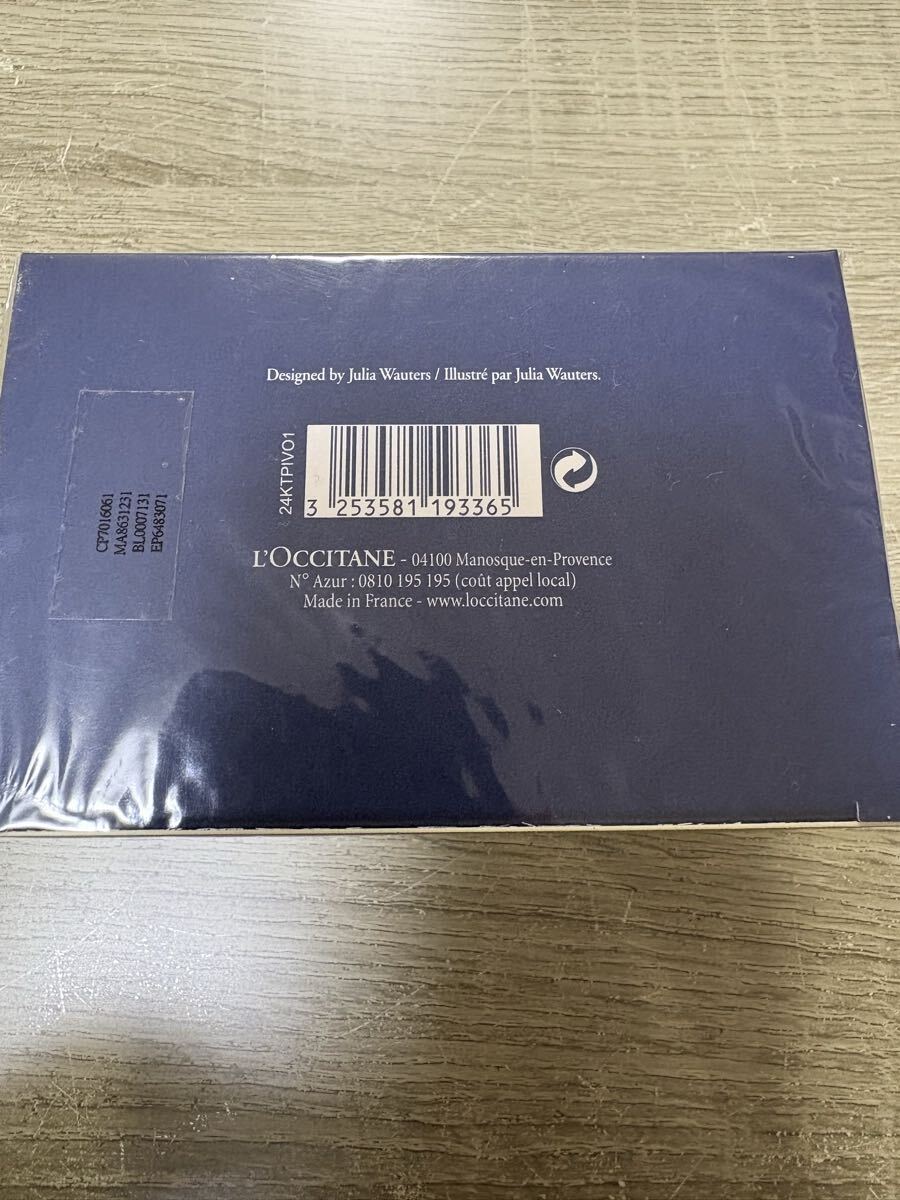 Designed by Julia Wauters / Illustré par Julia Wauters.
24KTPIVO1
3 253581 193365
CP7016061
MA8631231
BL0007131
EP6483071
L'OCCITANE - 04100 Manosque-en-Provence
N° Azur : 0810 195 195 (coût appel local)
Made in France - www.loccitane.com